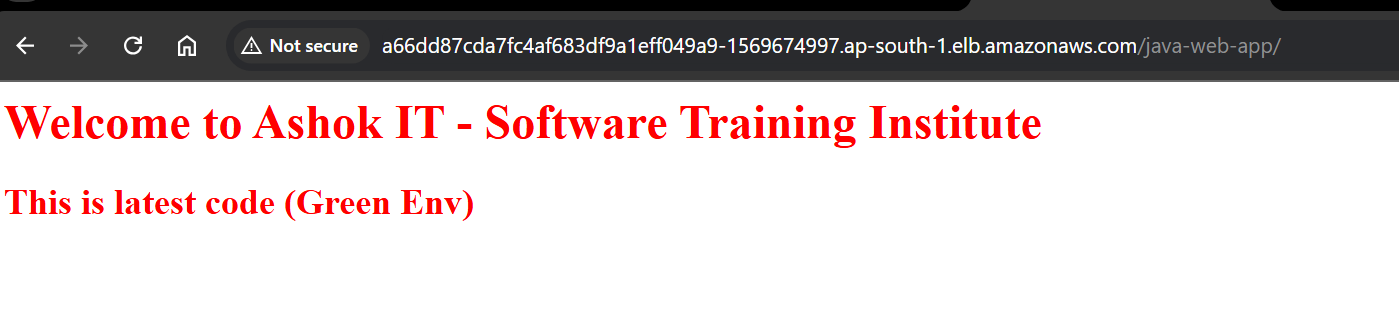 Not secure a66dd87cda7fc4af683df9a1eff049a9-1569674997.ap-south-1.elb.amazonaws.com/java-web-app/
Welcome to Ashok IT - Software Training Institute
This is latest code (Green Env)